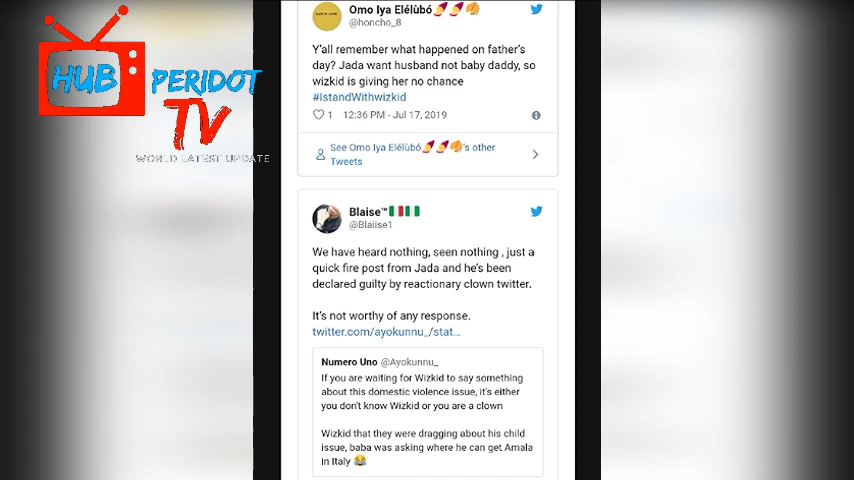 HUB
PERIDOT
TV
WORLD LATEST UPDATE
Omo Iya Elélùbó
@honcho_8
Y'all remember what happened on father's
day? Jada want husband not baby daddy, so
wizkid is giving her no chance
#IstandWithwizkid
1 12:36 PM - Jul 17, 2019
See Omo Iya Elélùbó's other
Tweets
Blaise™
@Blaiise1
We have heard nothing, seen nothing , just a
quick fire post from Jada and he's been
declared guilty by reactionary clown twitter.
It's not worthy of any response.
twitter.com/ayokunnu_/stat…
Numero Uno @Ayokunnu_
If you are waiting for Wizkid to say something
about this domestic violence issue, it's either
you don't know Wizkid or you are a clown
Wizkid that they were dragging about his child
issue, baba was asking where he can get Amala
in Italy 😂